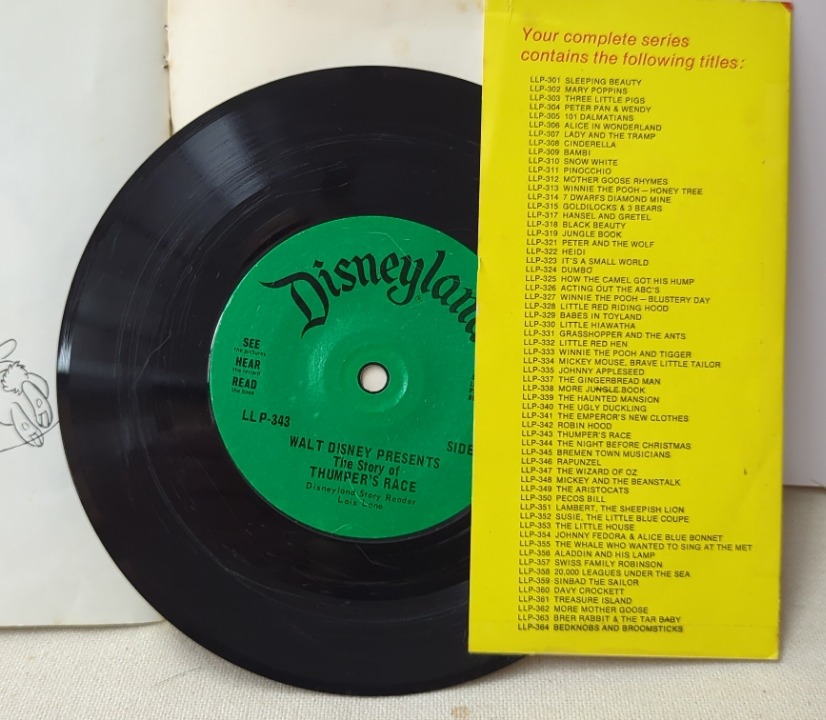 Disneyland
SEE
the pictures
HEAR
the record
READ
the book
LLP-343
SIDE
WALT DISNEY PRESENTS
The Story of
THUMPER'S RACE
Disneyland Story Reader
Lois Lane
Your complete series
contains the following titles:
LLP-301 SLEEPING BEAUTY
LLP-302 MARY POPPINS
LLP-303 THREE LITTLE PIGS
LLP-304 PETER PAN & WENDY
LLP-305 101 DALMATIANS
LLP-306 ALICE IN WONDERLAND
LLP-307 LADY AND THE TRAMP
LLP-308 CINDERELLA
LLP-309 BAMBI
LLP-310 SNOW WHITE
LLP-311 PINOCCHIO
LLP-312 MOTHER GOOSE RHYMES
LLP-313 WINNIE THE POOH — HONEY TREE
LLP-314 7 DWARFS DIAMOND MINE
LLP-315 GOLDILOCKS & 3 BEARS
LLP-317 HANSEL AND GRETEL
LLP-318 BLACK BEAUTY
LLP-319 JUNGLE BOOK
LLP-321 PETER AND THE WOLF
LLP-322 HEIDI
LLP-323 IT'S A SMALL WORLD
LLP-324 DUMBO
LLP-325 HOW THE CAMEL GOT HIS HUMP
LLP-326 ACTING OUT THE ABC'S
LLP-327 WINNIE THE POOH — BLUSTERY DAY
LLP-328 LITTLE RED RIDING HOOD
LLP-329 BABES IN TOYLAND
LLP-330 LITTLE HIAWATHA
LLP-331 GRASSHOPPER AND THE ANTS
LLP-332 LITTLE RED HEN
LLP-333 WINNIE THE POOH AND TIGGER
LLP-334 MICKEY MOUSE, BRAVE LITTLE TAILOR
LLP-335 JOHNNY APPLESEED
LLP-337 THE GINGERBREAD MAN
LLP-338 MORE JUNGLE BOOK
LLP-339 THE HAUNTED MANSION
LLP-340 THE UGLY DUCKLING
LLP-341 THE EMPEROR'S NEW CLOTHES
LLP-342 ROBIN HOOD
LLP-343 THUMPER'S RACE
LLP-344 THE NIGHT BEFORE CHRISTMAS
LLP-345 BREMEN TOWN MUSICIANS
LLP-346 RAPUNZEL
LLP-347 THE WIZARD OF OZ
LLP-348 MICKEY AND THE BEANSTALK
LLP-349 THE ARISTOCATS
LLP-350 PECOS BILL
LLP-351 LAMBERT, THE SHEEPISH LION
LLP-352 SUSIE, THE LITTLE BLUE COUPE
LLP-353 THE LITTLE HOUSE
LLP-354 JOHNNY FEDORA & ALICE BLUE BONNET
LLP-355 THE WHALE WHO WANTED TO SING AT THE MET
LLP-356 ALADDIN AND HIS LAMP
LLP-357 SWISS FAMILY ROBINSON
LLP-358 20,000 LEAGUES UNDER THE SEA
LLP-359 SINBAD THE SAILOR
LLP-360 DAVY CROCKETT
LLP-361 TREASURE ISLAND
LLP-362 MORE MOTHER GOOSE
LLP-363 BRER RABBIT & THE TAR BABY
LLP-364 BEDKNOBS AND BROOMSTICKS